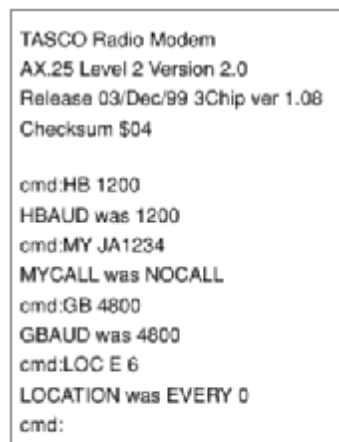 TASCO Radio Modem
AX.25 Level 2 Version 2.0
Release 03/Dec/99 3Chip ver 1.08
Checksum $04
cmd:HB 1200
HBAUD was 1200
cmd:MY JA1234
MYCALL was NOCALL
cmd:GB 4800
GBAUD was 4800
cmd:LOC E 6
LOCATION was EVERY 0
cmd: